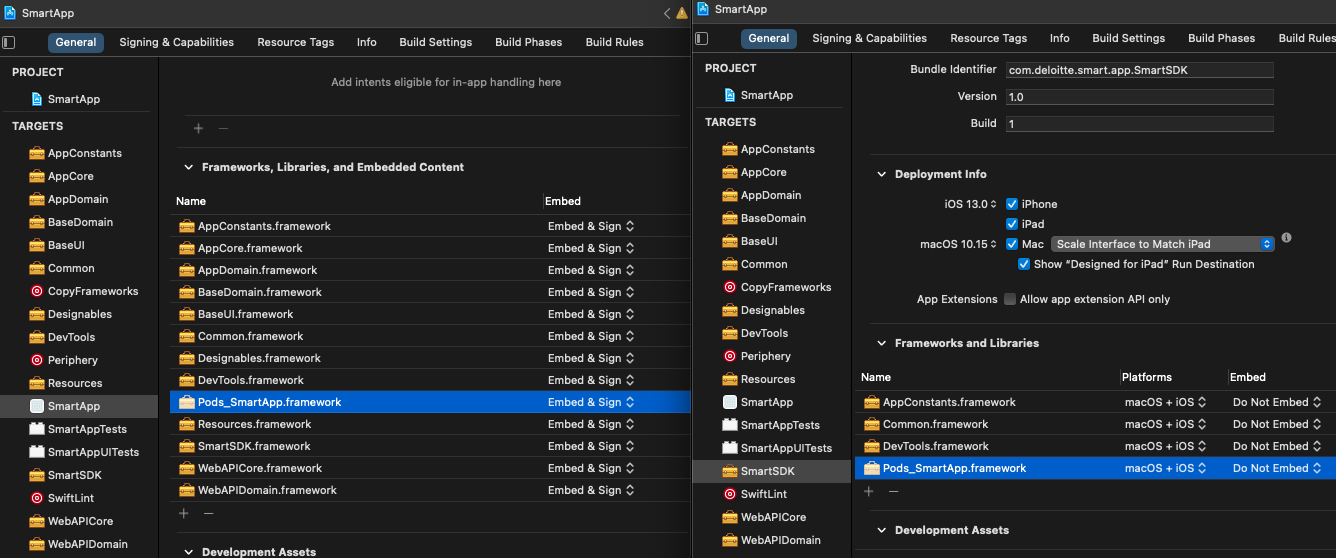 SmartApp
General Signing & Capabilities Resource Tags Info Build Settings Build Phases Build Rules
PROJECT
SmartApp
TARGETS
AppConstants
AppCore
AppDomain
BaseDomain
BaseUI
Common
CopyFrameworks
Designables
DevTools
Periphery
Resources
SmartApp
SmartAppTests
SmartAppUITests
SmartSDK
SwiftLint
WebAPICore
WebAPIDomain
Add intents eligible for in-app handling here
Frameworks, Libraries, and Embedded Content
Name Embed
AppConstants.framework Embed & Sign
AppCore.framework Embed & Sign
AppDomain.framework Embed & Sign
BaseDomain.framework Embed & Sign
BaseUI.framework Embed & Sign
Common.framework Embed & Sign
Designables.framework Embed & Sign
DevTools.framework Embed & Sign
Pods_SmartApp.framework Embed & Sign
Resources.framework Embed & Sign
SmartSDK.framework Embed & Sign
WebAPICore.framework Embed & Sign
WebAPIDomain.framework Embed & Sign
Development Assets
SmartApp
General Signing & Capabilities Resource Tags Info Build Settings Build Phases Build Rules
PROJECT
SmartApp
TARGETS
AppConstants
AppCore
AppDomain
BaseDomain
BaseUI
Common
CopyFrameworks
Designables
DevTools
Periphery
Resources
SmartApp
SmartAppTests
SmartAppUITests
SmartSDK
SwiftLint
WebAPICore
WebAPIDomain
Bundle Identifier com.deloitte.smart.app.SmartSDK
Version 1.0
Build 1
Deployment Info
iOS 13.0 iPhone
iPad
macOS 10.15 Mac Scale Interface to Match iPad
Show “Designed for iPad” Run Destination
App Extensions Allow app extension API only
Frameworks and Libraries
Name Platforms Embed
AppConstants.framework macOS + iOS Do Not Embed
Common.framework macOS + iOS Do Not Embed
DevTools.framework macOS + iOS Do Not Embed
Pods_SmartApp.framework macOS + iOS Do Not Embed
Development Assets